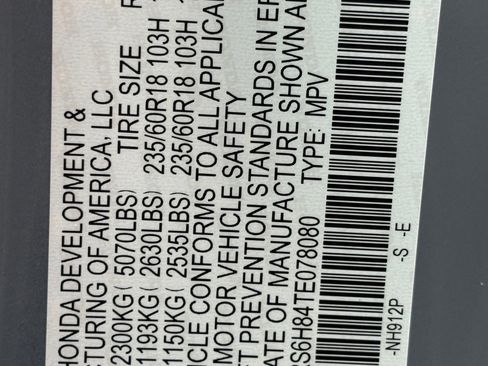 HONDA DEVELOPMENT &
CTURING OF AMERICA, LLC
2300KG ( 5070LBS) TIRE SIZE R
1193KG ( 2630LBS) 235/60R18 103H
1150KG ( 2535LBS) 235/60R18 103H
ICLE CONFORMS TO ALL APPLICA
MOTOR VEHICLE SAFETY
FT PREVENTION STANDARDS IN EF
ATE OF MANUFACTURE SHOWN A
S6H84TE078080 TYPE: MPV
-NH912P -S -E